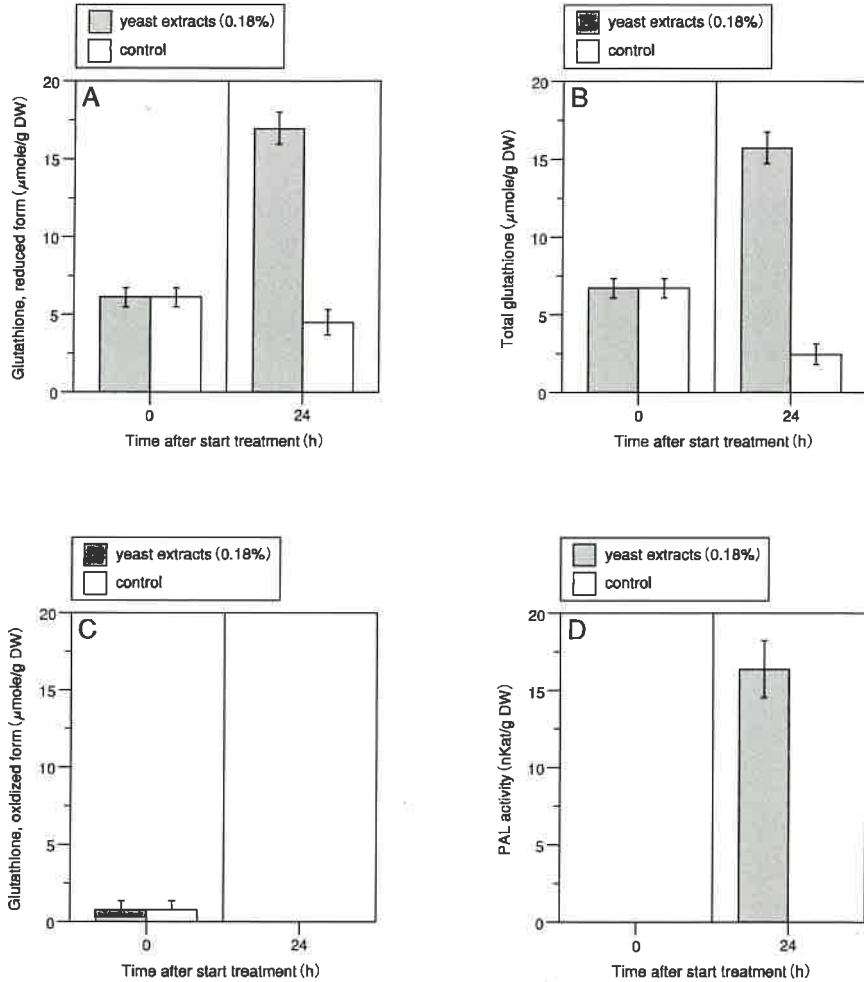 yeast extracts (0.18%)
control
A
Glutathione, reduced form (μmole/g DW)
20
15
10
5
0
0
24
Time after start treatment (h)
yeast extracts (0.18%)
control
B
Total glutathione (μmole/g DW)
20
15
10
5
0
0
24
Time after start treatment (h)
yeast extracts (0.18%)
control
C
Glutathione, oxidized form (μmole/g DW)
20
15
10
5
0
0
24
Time after start treatment (h)
yeast extracts (0.18%)
control
D
PAL activity (nKat/g DW)
20
15
10
5
0
0
24
Time after start treatment (h)